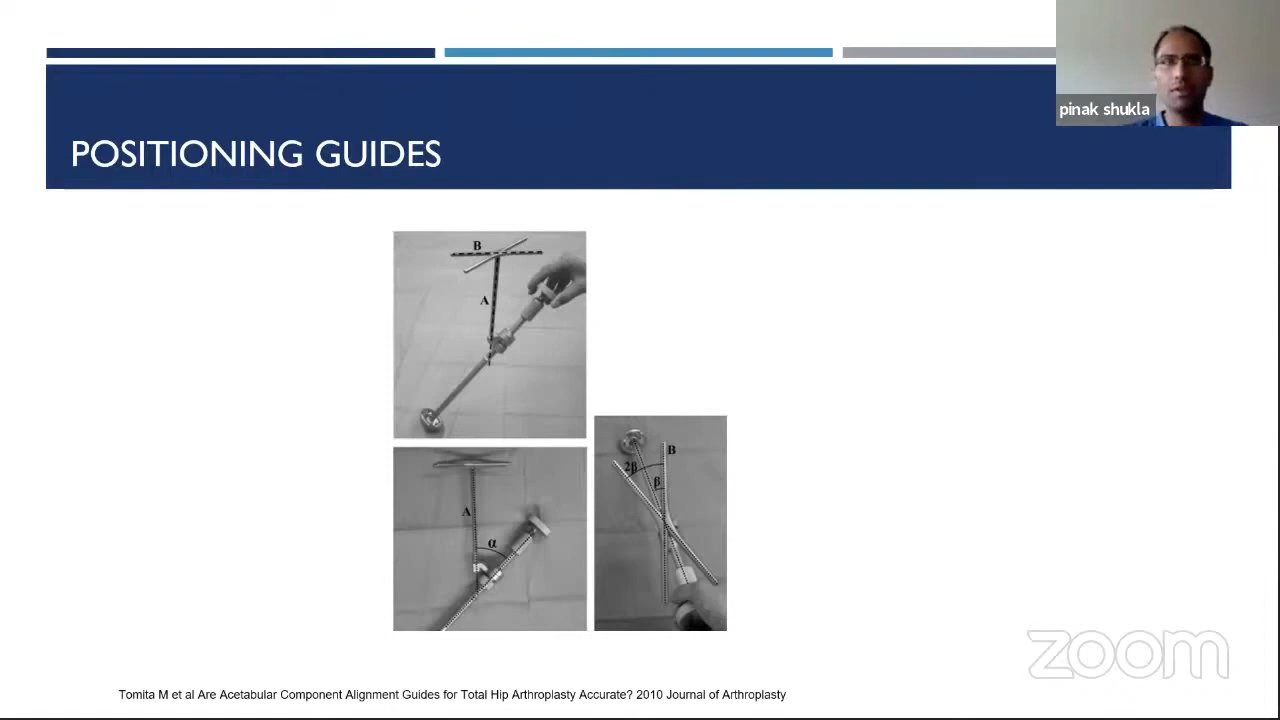 pinak shukla
POSITIONING GUIDES
B
A
A
α
2β
β
B
zoom
Tomita M et al Are Acetabular Component Alignment Guides for Total Hip Arthroplasty Accurate? 2010 Journal of Arthroplasty